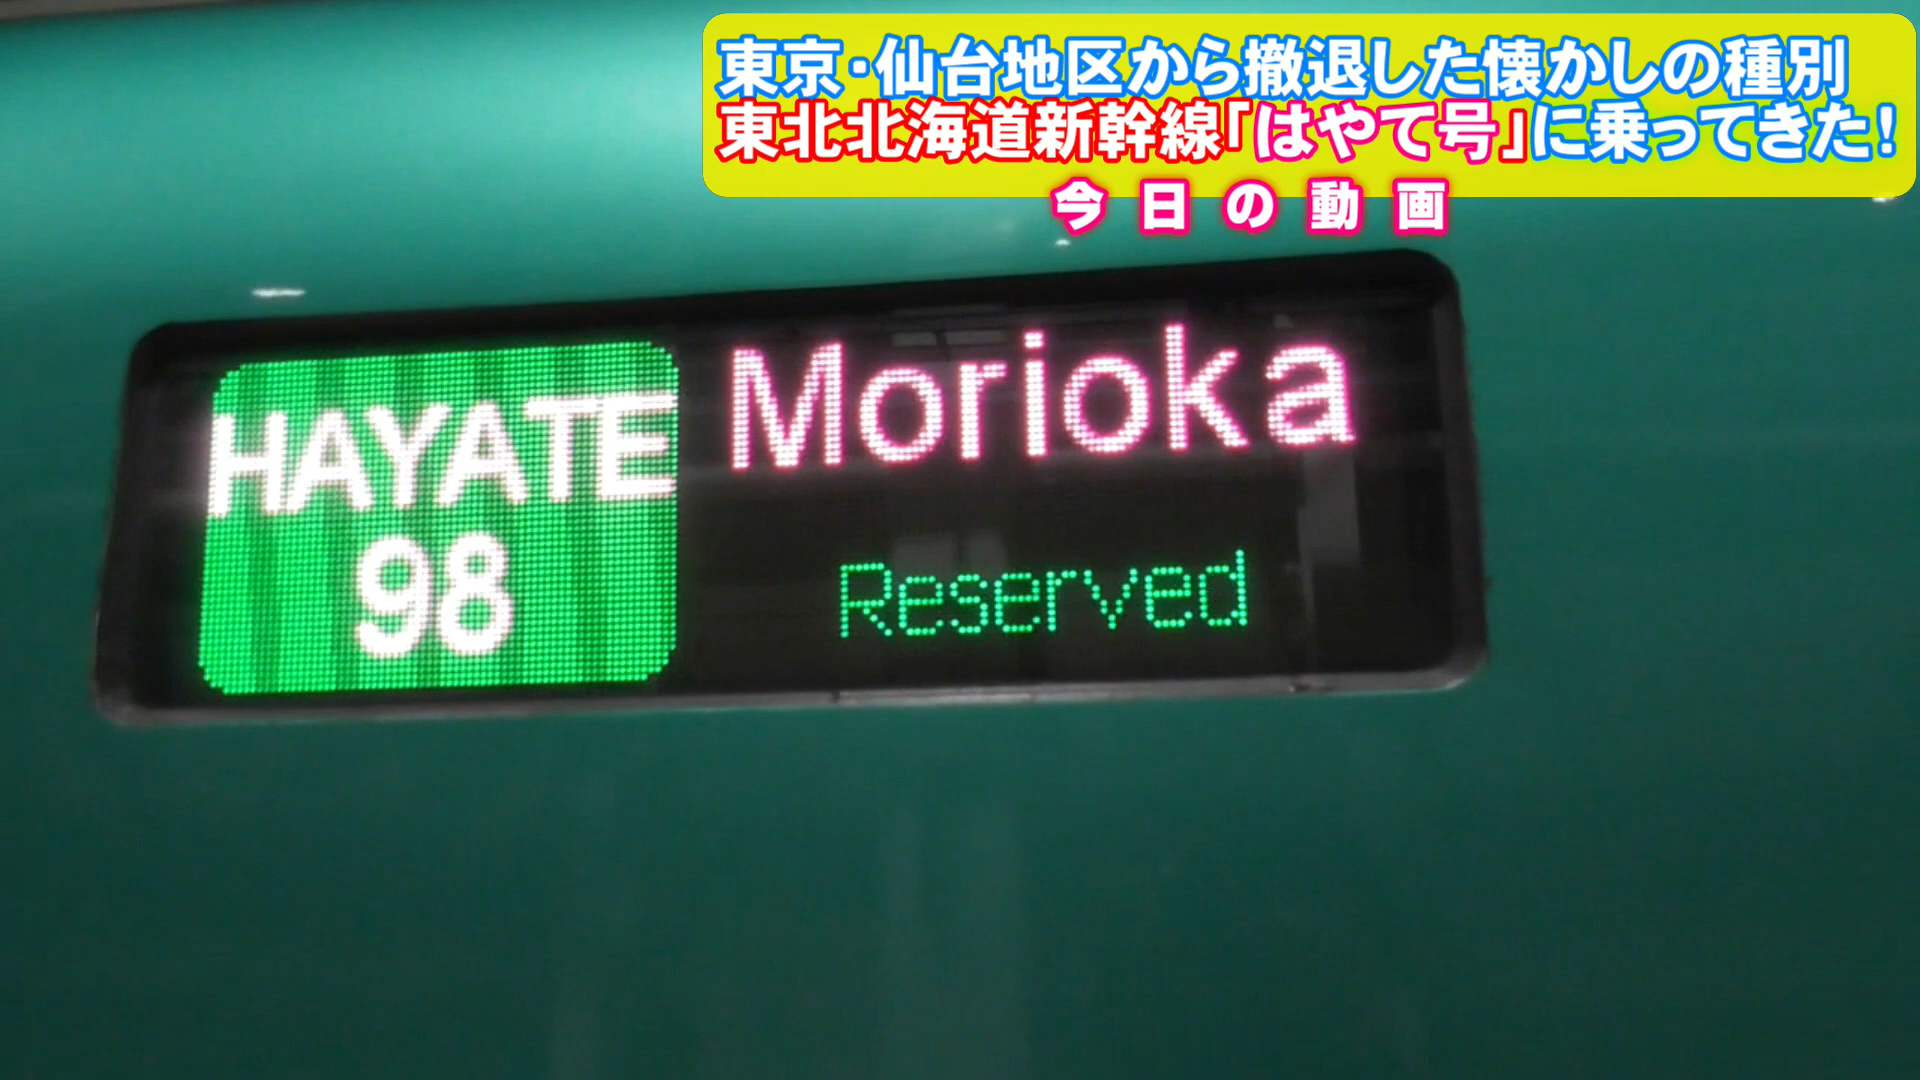 東京・仙台地区から撤退した懐かしの種別
東北北海道新幹線「はやて号」に乗ってきた!
今日の動画
HAYATE
98
Morioka
Reserved